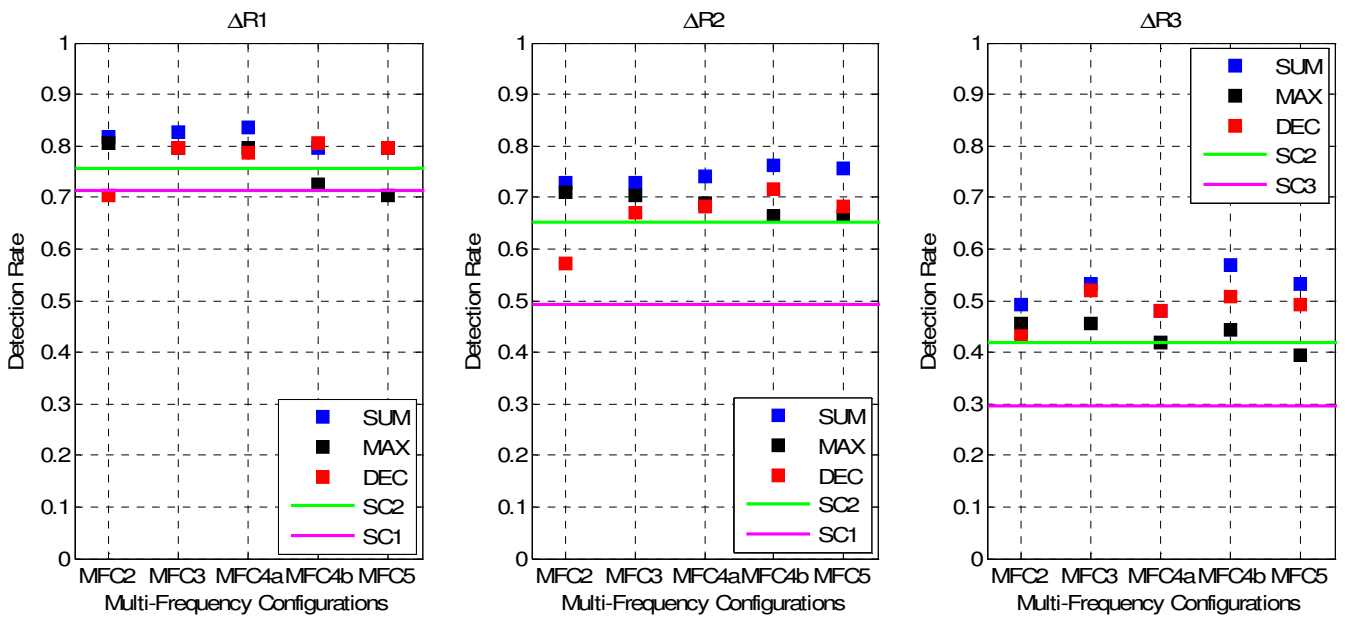 ΔR1
1
0.9
0.8
0.7
0.6
0.5
0.4
0.3
0.2
0.1
0
Detection Rate
SUM
MAX
DEC
SC2
SC1
MFC2 MFC3 MFC4a MFC4b MFC5
Multi-Frequency Configurations
ΔR2
1
0.9
0.8
0.7
0.6
0.5
0.4
0.3
0.2
0.1
0
Detection Rate
SUM
MAX
DEC
SC2
SC1
MFC2 MFC3 MFC4a MFC4b MFC5
Multi-Frequency Configurations
ΔR3
1
0.9
0.8
0.7
0.6
0.5
0.4
0.3
0.2
0.1
0
Detection Rate
SUM
MAX
DEC
SC2
SC3
MFC2 MFC3 MFC4a MFC4b MFC5
Multi-Frequency Configurations